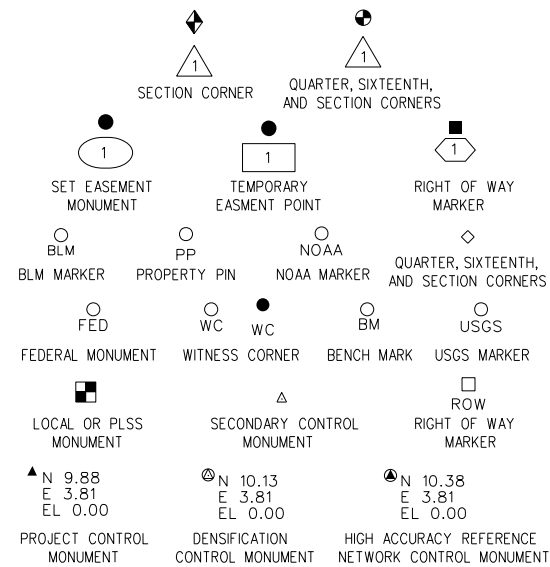 1
SECTION CORNER
1
QUARTER, SIXTEENTH,
AND SECTION CORNERS
1
SET EASEMENT
MONUMENT
1
TEMPORARY
EASMENT POINT
1
RIGHT OF WAY
MARKER
BLM
BLM MARKER
PP
PROPERTY PIN
NOAA
NOAA MARKER
QUARTER, SIXTEENTH,
AND SECTION CORNERS
FED
FEDERAL MONUMENT
WC WC
WITNESS CORNER
BM
BENCH MARK
USGS
USGS MARKER
LOCAL OR PLSS
MONUMENT
SECONDARY CONTROL
MONUMENT
ROW
RIGHT OF WAY
MARKER
N 9.88
E 3.81
EL 0.00
PROJECT CONTROL
MONUMENT
N 10.13
E 3.81
EL 0.00
DENSIFICATION
CONTROL MONUMENT
N 10.38
E 3.81
EL 0.00
HIGH ACCURACY REFERENCE
NETWORK CONTROL MONUMENT